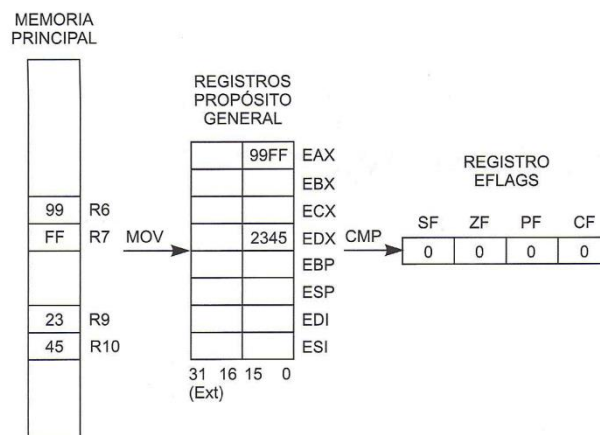 MEMORIA
PRINCIPAL
REGISTROS
PROPÓSITO
GENERAL
99FF EAX
EBX
REGISTRO
EFLAGS
99 R6
ECX
SF ZF PF CF
FF R7
MOV
2345 EDX
CMP
0 0 0 0
EBP
ESP
23 R9
EDI
45 R10
ESI
31 16 15 0
(Ext)